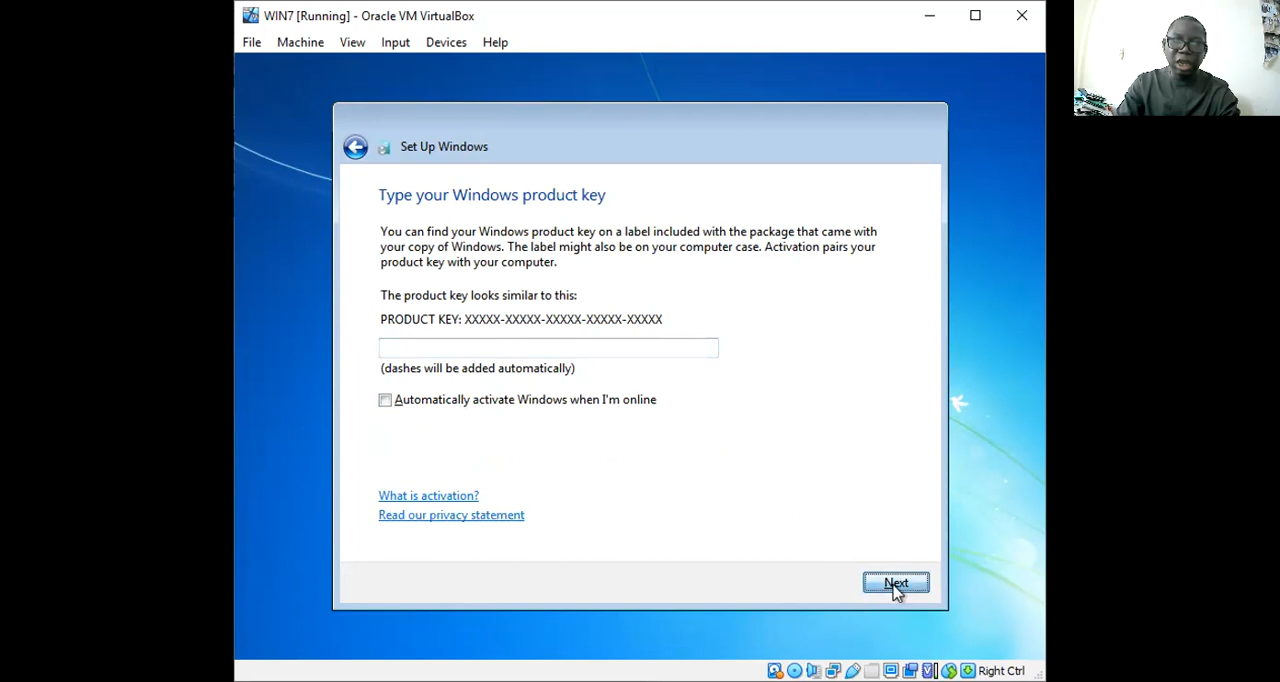 WIN7 [Running] - Oracle VM VirtualBox
File Machine View Input Devices Help
Set Up Windows
Type your Windows product key
You can find your Windows product key on a label included with the package that came with
your copy of Windows. The label might also be on your computer case. Activation pairs your
product key with your computer.
The product key looks similar to this:
PRODUCT KEY: XXXXX-XXXXX-XXXXX-XXXXX-XXXXX
(dashes will be added automatically)
Automatically activate Windows when I'm online
What is activation?
Read our privacy statement
Next
Right Ctrl